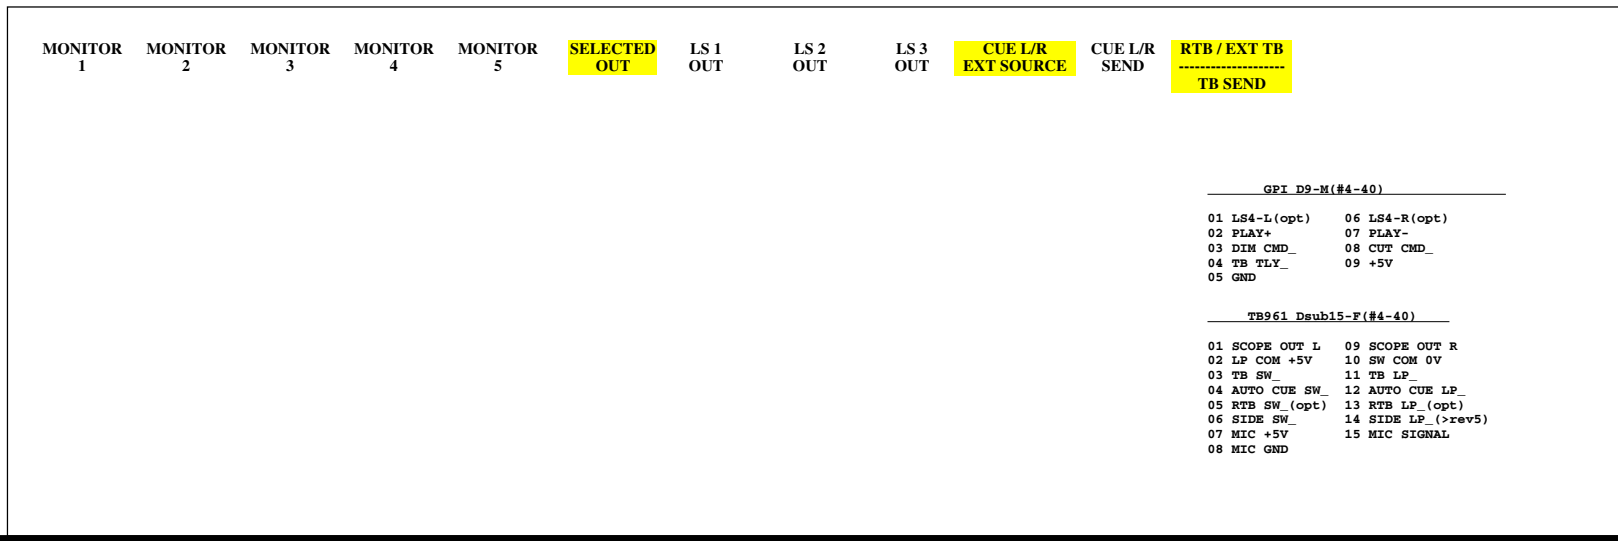 MONITOR MONITOR MONITOR MONITOR MONITOR SELECTED LS 1 LS 2 LS 3 CUE L/R CUE L/R RTB / EXT TB
1 2 3 4 5 OUT OUT OUT OUT EXT SOURCE SEND --------------------
TB SEND
GPI D9-M(#4-40)
01 LS4-L(opt) 06 LS4-R(opt)
02 PLAY+ 07 PLAY-
03 DIM CMD_ 08 CUT CMD_
04 TB TLY_ 09 +5V
05 GND
TB961 Dsub15-F(#4-40)
01 SCOPE OUT L 09 SCOPE OUT R
02 LP COM +5V 10 SW COM 0V
03 TB SW_ 11 TB LP_
04 AUTO CUE SW_ 12 AUTO CUE LP_
05 RTB SW_(opt) 13 RTB LP_(opt)
06 SIDE SW_ 14 SIDE LP_(>rev5)
07 MIC +5V 15 MIC SIGNAL
08 MIC GND